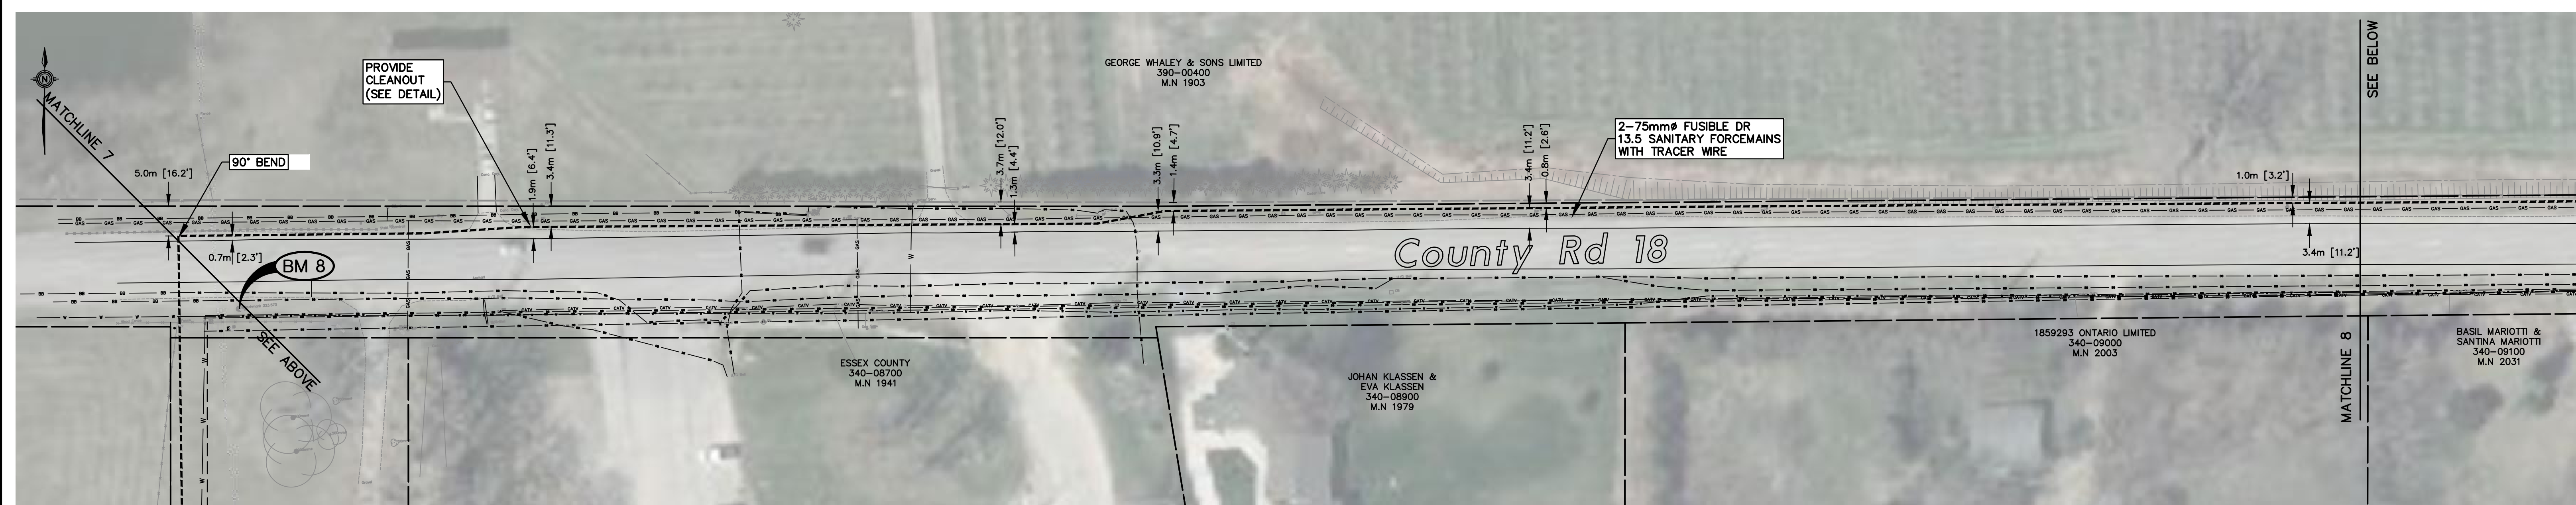 N
MATCHLINE 7
SEE ABOVE
PROVIDE
CLEANOUT
(SEE DETAIL)
90° BEND
5.0m [16.2']
0.7m [2.3']
BM 8
1.9m [6.4']
3.4m [11.3']
GEORGE WHALEY & SONS LIMITED
390-00400
M.N 1903
3.7m [12.0']
1.3m [4.4']
3.3m [10.9']
1.4m [4.7']
3.4m [11.2']
0.8m [2.6']
2-75mmø FUSIBLE DR
13.5 SANITARY FORCEMAINS
WITH TRACER WIRE
1.0m [3.2']
3.4m [11.2']
SEE BELOW
MATCHLINE 8
County Rd 18
GAS
BB
CATV
W
ESSEX COUNTY
340-08700
M.N 1941
JOHAN KLASSEN &
EVA KLASSEN
340-08900
M.N 1979
1859293 ONTARIO LIMITED
340-09000
M.N 2003
BASIL MARIOTTI &
SANTINA MARIOTTI
340-09100
M.N 2031